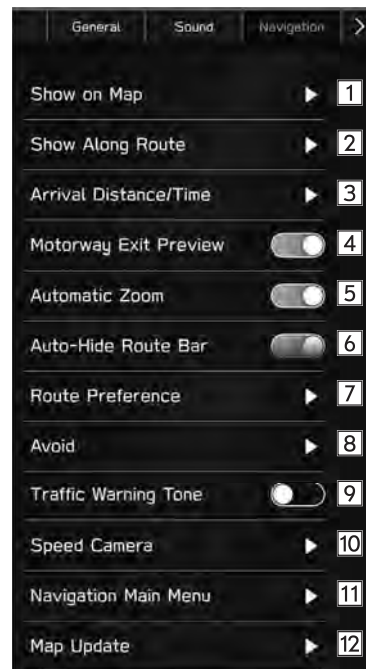 General Sound Navigation >
Show on Map 1
Show Along Route 2
Arrival Distance/Time 3
Motorway Exit Preview 4
Automatic Zoom 5
Auto-Hide Route Bar 6
Route Preference 7
Avoid 8
Traffic Warning Tone 9
Speed Camera 10
Navigation Main Menu 11
Map Update 12